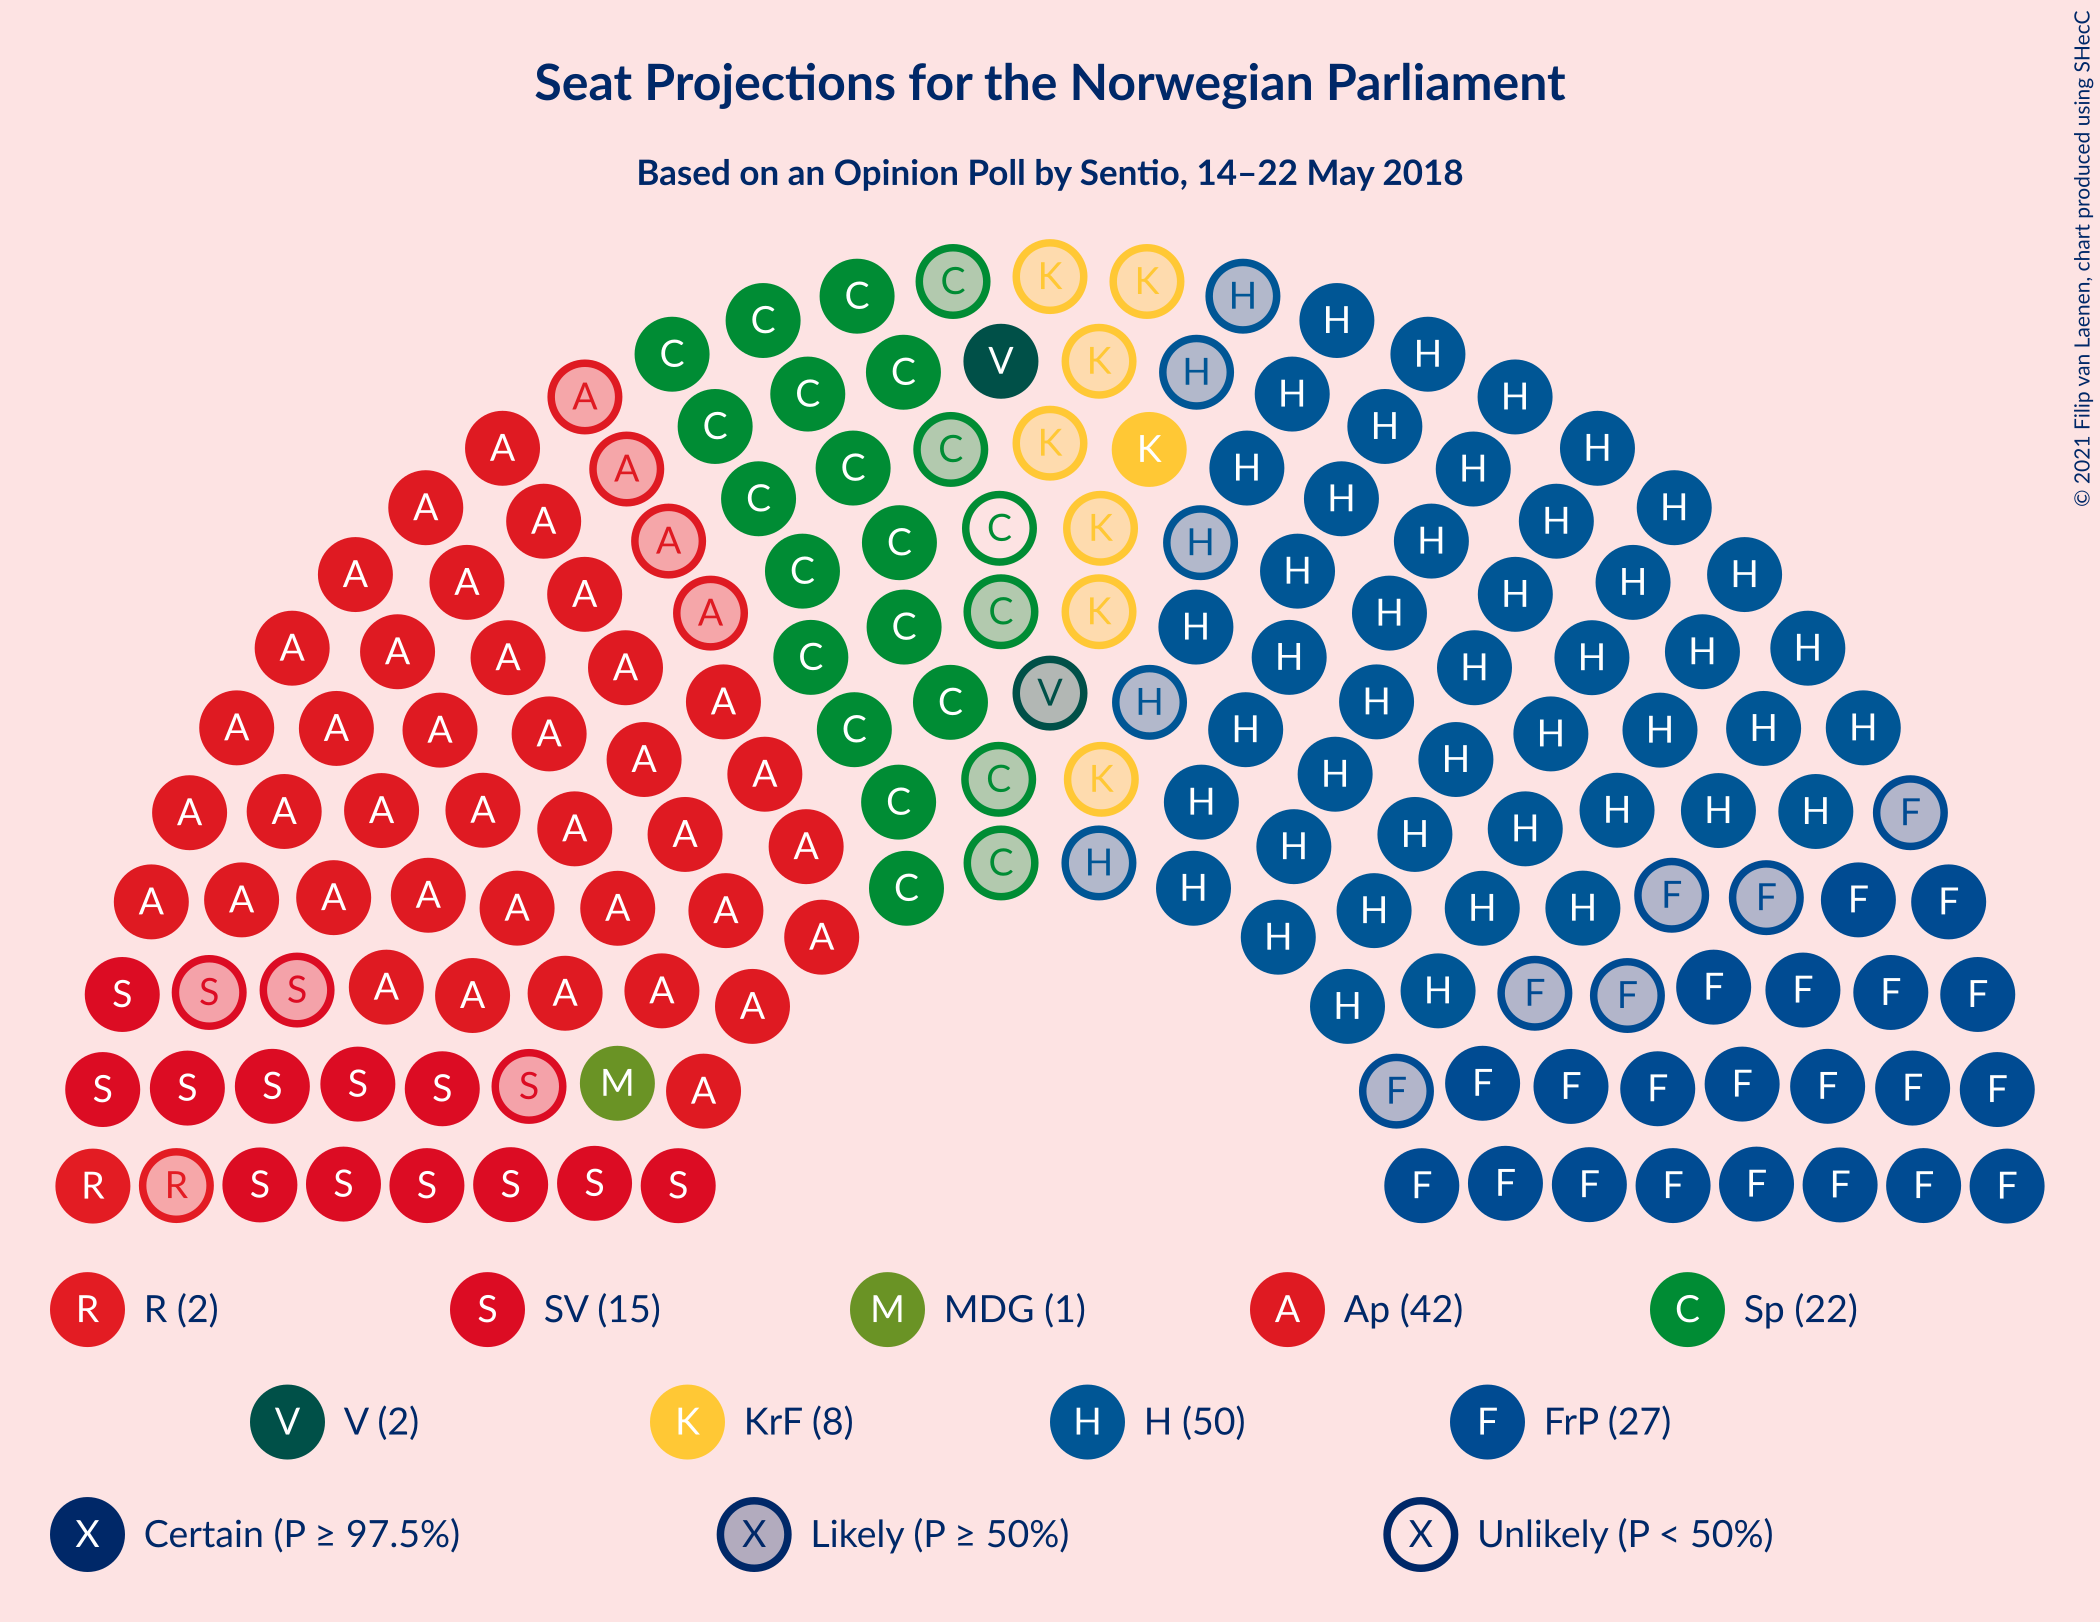 Seat Projections for the Norwegian Parliament
Based on an Opinion Poll by Sentio, 14–22 May 2018
© 2021 Filip van Laenen, chart produced using SHecC
C K
C K H
C H
A C V K H H
C C H
A C C K H H
A C C K H H
C C H H
A A C C H H
A C K H H
A A C C H H H
A C H H
A A C C K H H H
A A C K H H H
A A C C H H H H
A A A C V H H H H H
A A A A A C C H H H H H H
A A A H H H
A A A A C K H F
A A A A C H H H H H H
A A A A C H H H F F F F
A A A A A H H H H
S S S A A A A A H H F F F F F F
S S S S S S M A F F F F F F F F
R R S S S S S S F F F F F F F F
R R (2) S SV (15) M MDG (1) A Ap (42) C Sp (22)
V V (2) K KrF (8) H H (50) F FrP (27)
X Certain (P ≥ 97.5%) X Likely (P ≥ 50%) X Unlikely (P < 50%)